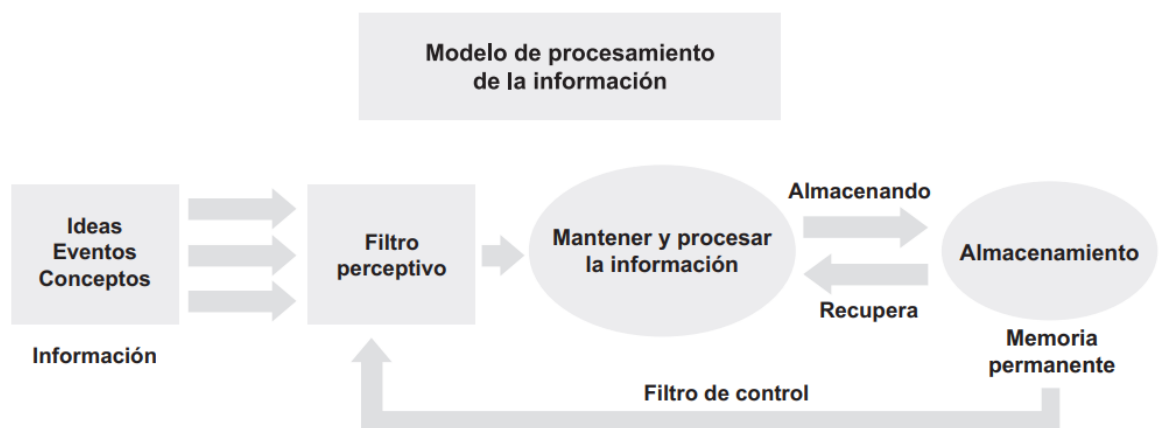 Modelo de procesamiento
de la información
Ideas
Eventos
Conceptos
Información
Filtro
perceptivo
Mantener y procesar
la información
Almacenando
Recupera
Almacenamiento
Memoria
permanente
Filtro de control